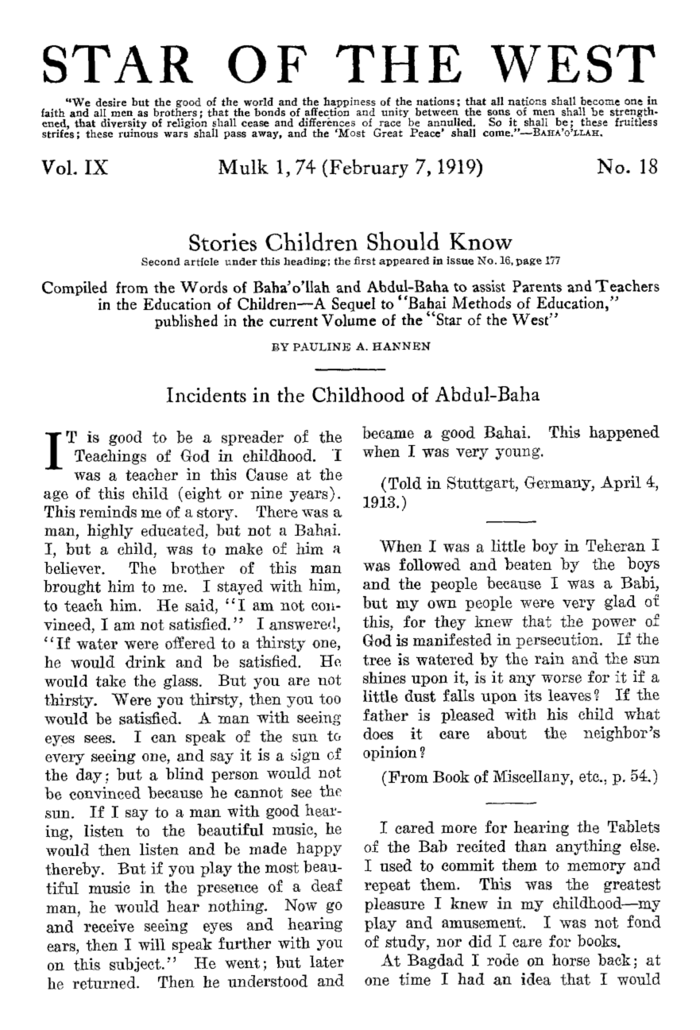 STAR OF THE WEST
"We desire but the good of the world and the happiness of the nations; that all nations shall become one in
faith and all men as brothers; that the bonds of affection and unity between the sons of men shall be strength-
ened, that diversity of religion shall cease and differences of race be annulled. So it shall be; these fruitless
strifes; these ruinous wars shall pass away, and the 'Most Great Peace' shall come."—BAHA'O'LLAH.
Vol. IX Mulk 1, 74 (February 7, 1919) No. 18
Stories Children Should Know
Second article under this heading; the first appeared in issue No. 16, page 177
Compiled from the Words of Baha'o'llah and Abdul-Baha to assist Parents and Teachers
in the Education of Children—A Sequel to "Bahai Methods of Education,"
published in the current Volume of the "Star of the West"
BY PAULINE A. HANNEN
Incidents in the Childhood of Abdul-Baha
IT is good to be a spreader of the
Teachings of God in childhood. I
was a teacher in this Cause at the
age of this child (eight or nine years).
This reminds me of a story. There was a
man, highly educated, but not a Bahai.
I, but a child, was to make of him a
believer. The brother of this man
brought him to me. I stayed with him,
to teach him. He said, "I am not con-
vinced, I am not satisfied." I answered,
"If water were offered to a thirsty one,
he would drink and be satisfied. He
would take the glass. But you are not
thirsty. Were you thirsty, then you too
would be satisfied. A man with seeing
eyes sees. I can speak of the sun to
every seeing one, and say it is a sign of
the day; but a blind person would not
be convinced because he cannot see the
sun. If I say to a man with good hear-
ing, listen to the beautiful music, he
would then listen and be made happy
thereby. But if you play the most beau-
tiful music in the presence of a deaf
man, he would hear nothing. Now go
and receive seeing eyes and hearing
ears, then I will speak further with you
on this subject." He went; but later
he returned. Then he understood and
became a good Bahai. This happened
when I was very young.
(Told in Stuttgart, Germany, April 4,
1913.)
When I was a little boy in Teheran I
was followed and beaten by the boys
and the people because I was a Babi,
but my own people were very glad of
this, for they knew that the power of
God is manifested in persecution. If the
tree is watered by the rain and the sun
shines upon it, is it any worse for it if a
little dust falls upon its leaves? If the
father is pleased with his child what
does it care about the neighbor's
opinion?
(From Book of Miscellany, etc., p. 54.)
I cared more for hearing the Tablets
of the Bab recited than anything else.
I used to commit them to memory and
repeat them. This was the greatest
pleasure I knew in my childhood—my
play and amusement. I was not fond
of study, nor did I care for books.
At Bagdad I rode on horse back; at
one time I had an idea that I would